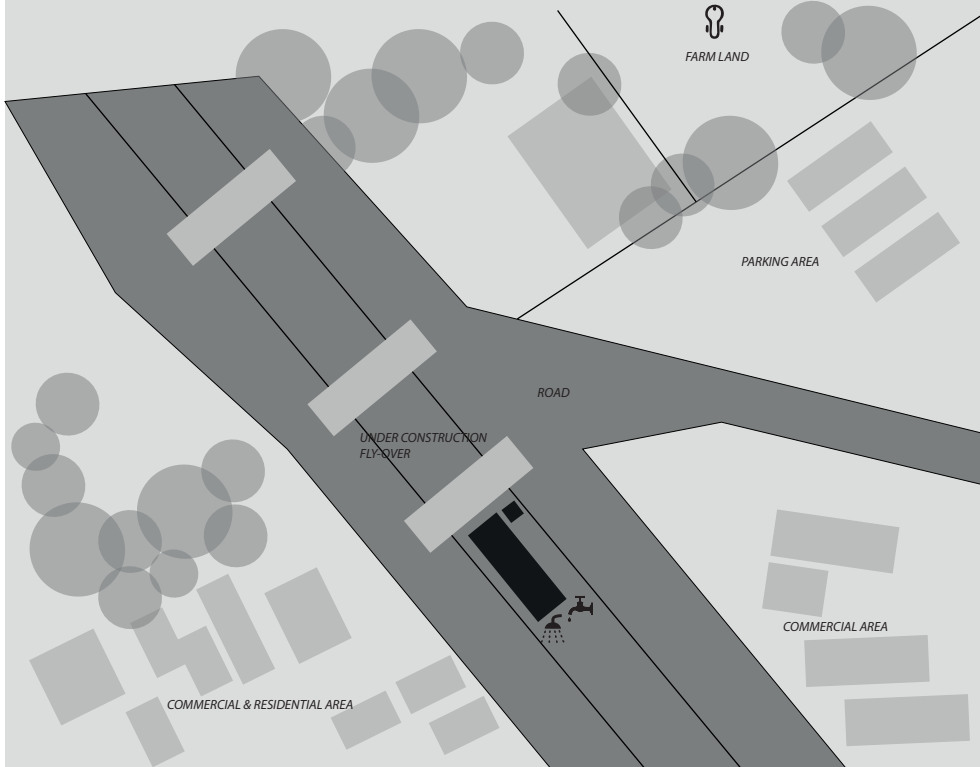 FARM LAND
PARKING AREA
ROAD
UNDER CONSTRUCTION
FLY-OVER
COMMERCIAL AREA
COMMERCIAL & RESIDENTIAL AREA